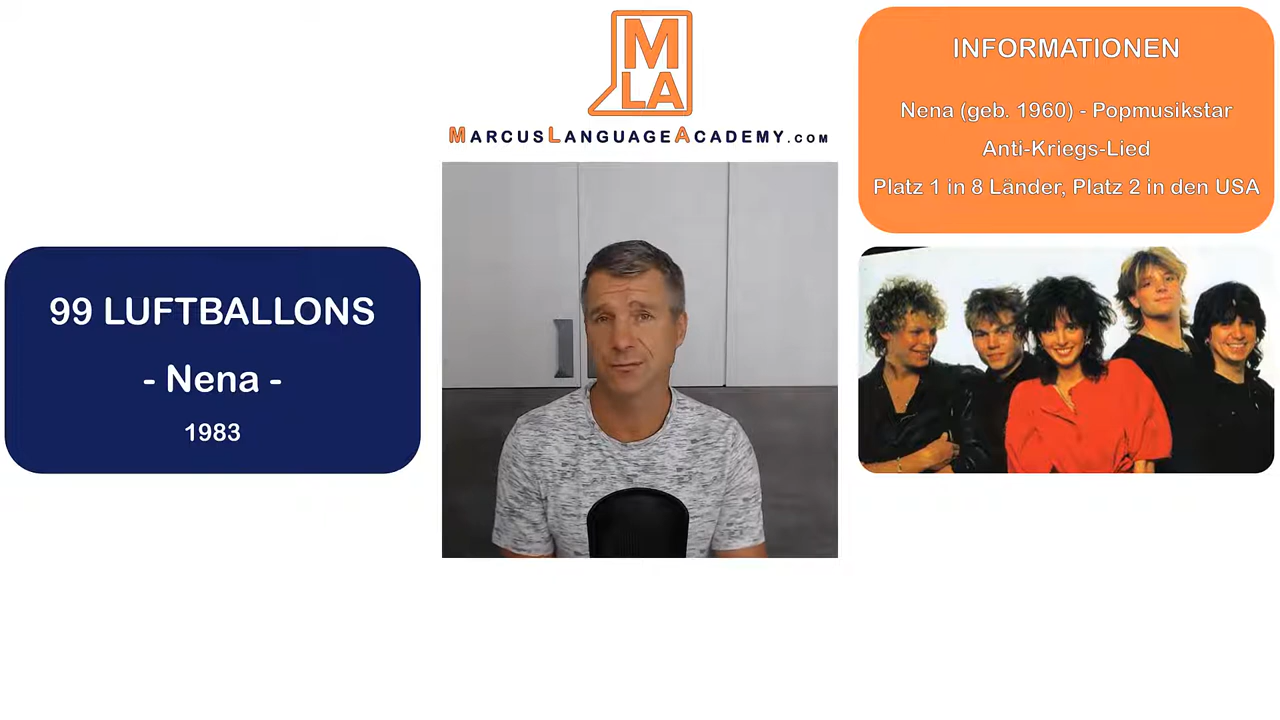 99 LUFTBALLONS
- Nena -
1983
M
LA
MARCUSLANGUAGEACADEMY.COM
INFORMATIONEN
Nena (geb. 1960) - Popmusikstar
Anti-Kriegs-Lied
Platz 1 in 8 Länder, Platz 2 in den USA